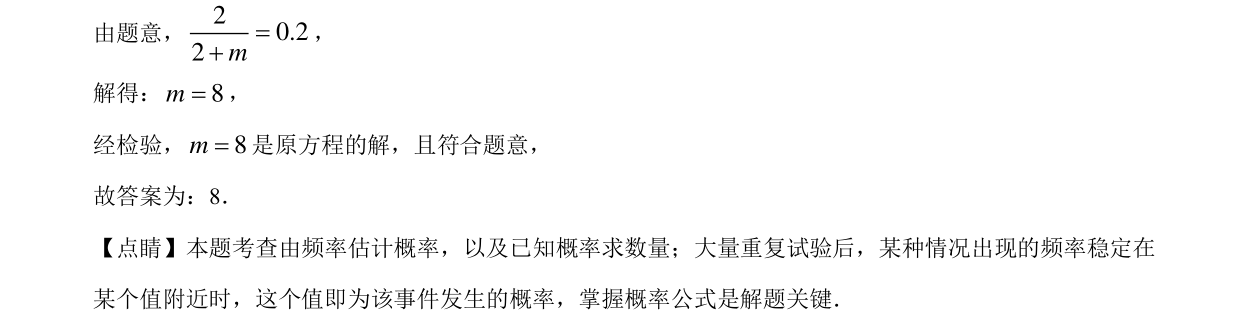 由题意，$\frac{2}{2+m}=0.2$，
解得：$m=8$，
经检验，$m=8$是原方程的解，且符合题意，
故答案为：8．
【点睛】本题考查由频率估计概率，以及已知概率求数量；大量重复试验后，某种情况出现的频率稳定在
某个值附近时，这个值即为该事件发生的概率，掌握概率公式是解题关键．